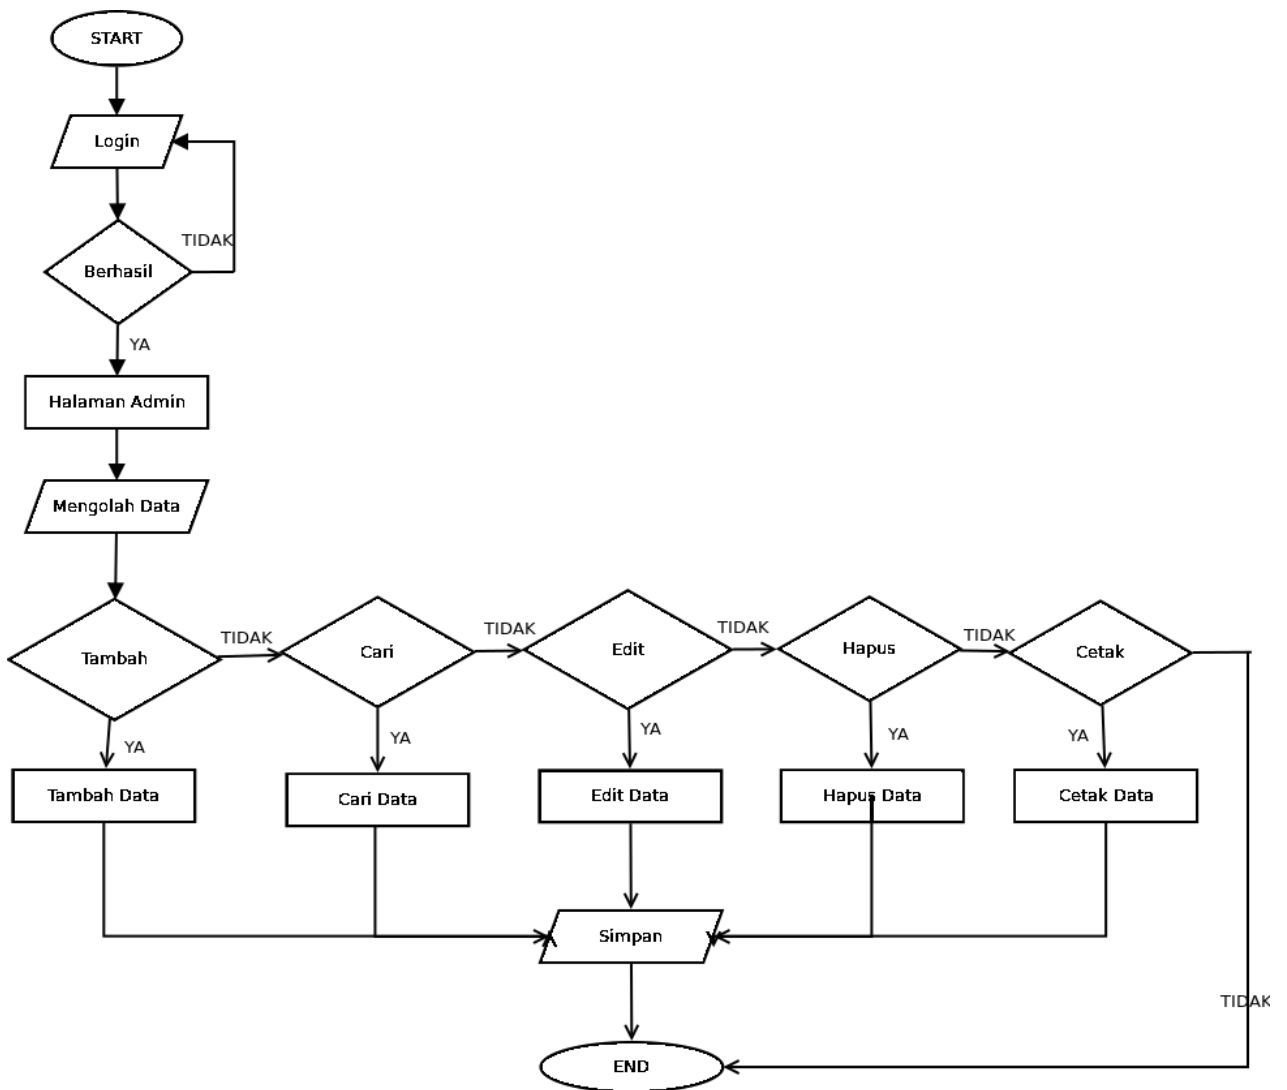 START
Login
TIDAK
Berhasil
YA
Halaman Admin
Mengolah Data
Tambah
TIDAK
Cari
TIDAK
Edit
TIDAK
Hapus
TIDAK
Cetak
YA
YA
YA
YA
YA
Tambah Data
Cari Data
Edit Data
Hapus Data
Cetak Data
Simpan
TIDAK
END